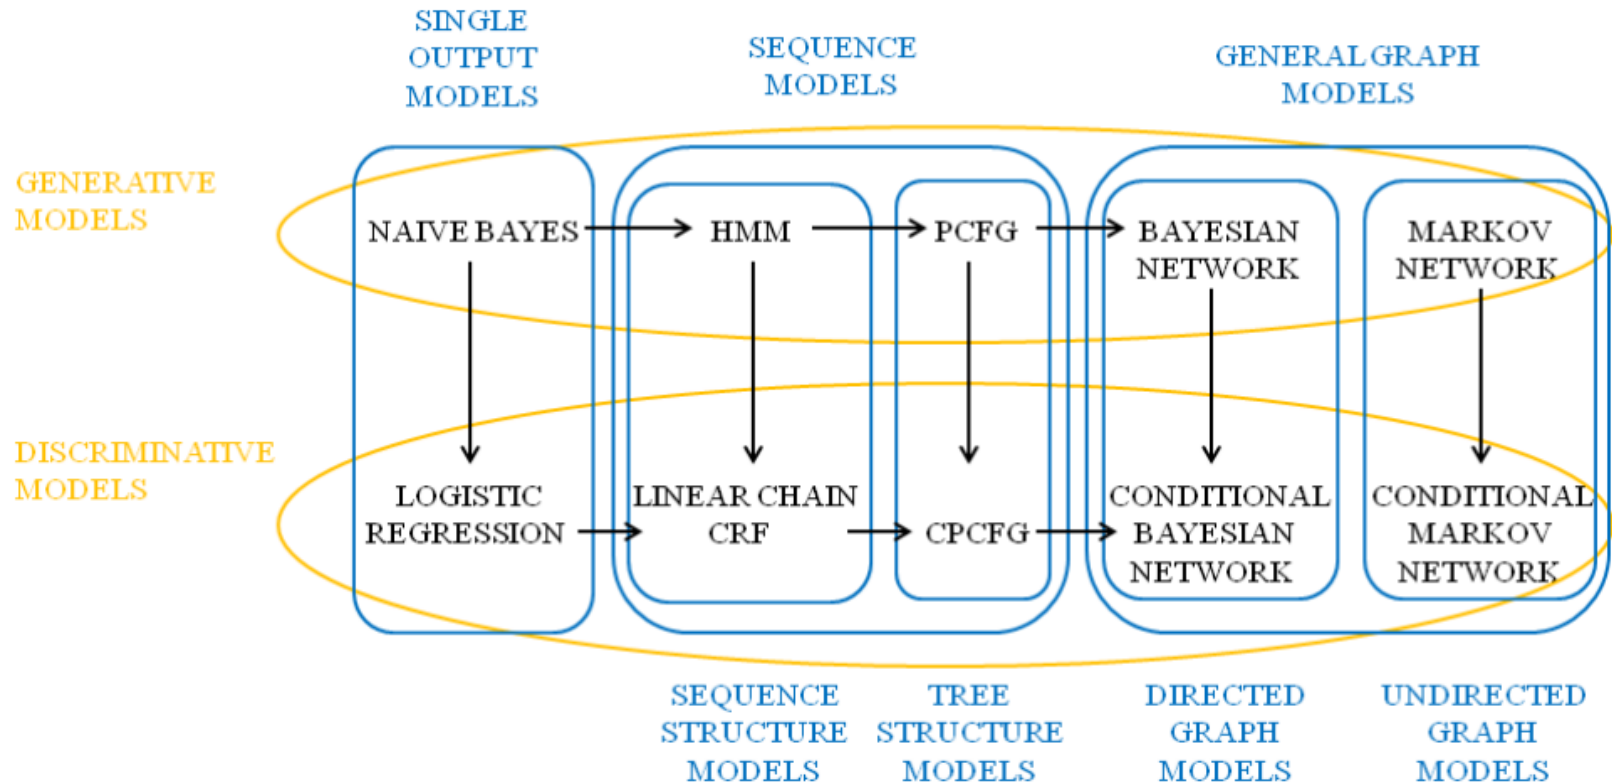 SINGLE
OUTPUT
MODELS
SEQUENCE
MODELS
GENERAL GRAPH
MODELS
GENERATIVE
MODELS
NAIVE BAYES
HMM
PCFG
BAYESIAN
NETWORK
MARKOV
NETWORK
DISCRIMINATIVE
MODELS
LOGISTIC
REGRESSION
LINEAR CHAIN
CRF
CPCFG
CONDITIONAL
BAYESIAN
NETWORK
CONDITIONAL
MARKOV
NETWORK
SEQUENCE
STRUCTURE
MODELS
TREE
STRUCTURE
MODELS
DIRECTED
GRAPH
MODELS
UNDIRECTED
GRAPH
MODELS